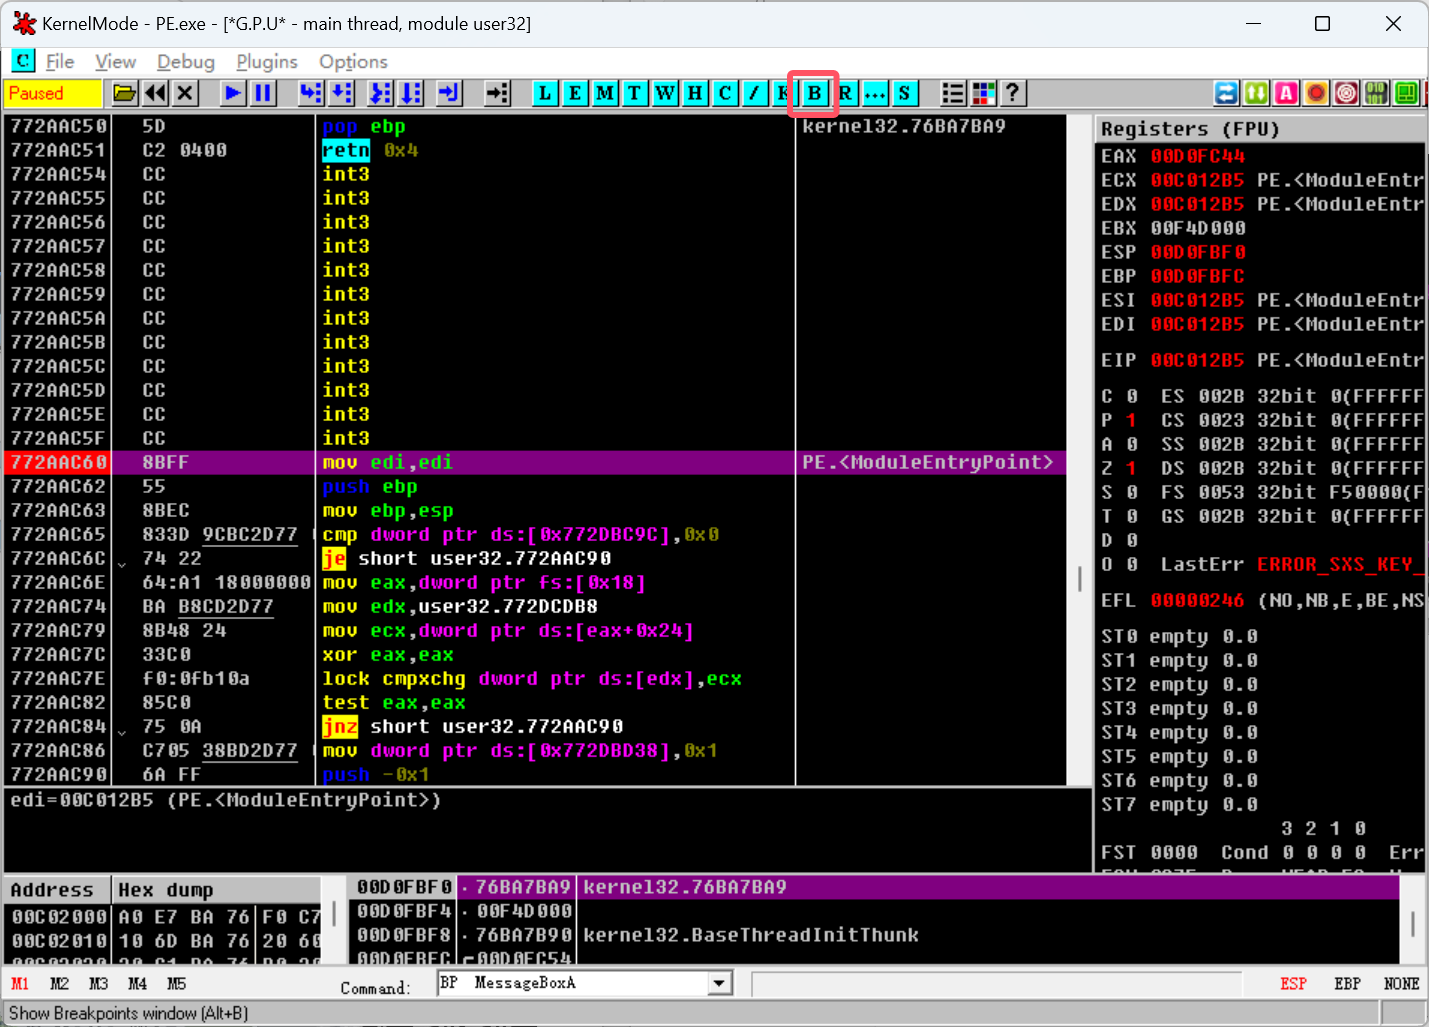 KernelMode - PE.exe - [*G.P.U* - main thread, module user32]
C File View Debug Plugins Options
Paused L E M T W H C / K B R ... S ?
772AAC50 5D pop ebp kernel32.76BA7BA9
772AAC51 C2 0400 retn 0x4
772AAC54 CC int3
772AAC55 CC int3
772AAC56 CC int3
772AAC57 CC int3
772AAC58 CC int3
772AAC59 CC int3
772AAC5A CC int3
772AAC5B CC int3
772AAC5C CC int3
772AAC5D CC int3
772AAC5E CC int3
772AAC5F CC int3
772AAC60 8BFF mov edi,edi PE.<ModuleEntryPoint>
772AAC62 55 push ebp
772AAC63 8BEC mov ebp,esp
772AAC65 833D 9CBC2D77 cmp dword ptr ds:[0x772DBC9C],0x0
772AAC6C 74 22 je short user32.772AAC90
772AAC6E 64:A1 18000000 mov eax,dword ptr fs:[0x18]
772AAC74 BA B8CD2D77 mov edx,user32.772DCDB8
772AAC79 8B48 24 mov ecx,dword ptr ds:[eax+0x24]
772AAC7C 33C0 xor eax,eax
772AAC7E f0:0fb10a lock cmpxchg dword ptr ds:[edx],ecx
772AAC82 85C0 test eax,eax
772AAC84 75 0A jnz short user32.772AAC90
772AAC86 C705 38BD2D77 mov dword ptr ds:[0x772DBD38],0x1
772AAC90 6A FF push -0x1
edi=00C012B5 (PE.<ModuleEntryPoint>)
Registers (FPU)
EAX 00D0FC44
ECX 00C012B5 PE.<ModuleEntr
EDX 00C012B5 PE.<ModuleEntr
EBX 00F4D000
ESP 00D0FBF0
EBP 00D0FBFC
ESI 00C012B5 PE.<ModuleEntr
EDI 00C012B5 PE.<ModuleEntr
EIP 00C012B5 PE.<ModuleEntr
C 0 ES 002B 32bit 0(FFFFFF
P 1 CS 0023 32bit 0(FFFFFF
A 0 SS 002B 32bit 0(FFFFFF
Z 1 DS 002B 32bit 0(FFFFFF
S 0 FS 0053 32bit F50000(F
T 0 GS 002B 32bit 0(FFFFFF
D 0
O 0 LastErr ERROR_SXS_KEY_
EFL 00000246 (NO,NB,E,BE,NS
ST0 empty 0.0
ST1 empty 0.0
ST2 empty 0.0
ST3 empty 0.0
ST4 empty 0.0
ST5 empty 0.0
ST6 empty 0.0
ST7 empty 0.0
3 2 1 0
FST 0000 Cond 0 0 0 0 Err
Address Hex dump
00C02000 A0 E7 BA 76 F0 C7
00C02010 10 6D BA 76 20 60
00D0FBF0 76BA7BA9 kernel32.76BA7BA9
00D0FBF4 00F4D000
00D0FBF8 76BA7B90 kernel32.BaseThreadInitThunk
00D0FBFC 00D0FC54
M1 M2 M3 M4 M5 Command: BP MessageBoxA ESP EBP NONE
Show Breakpoints window (Alt+B)